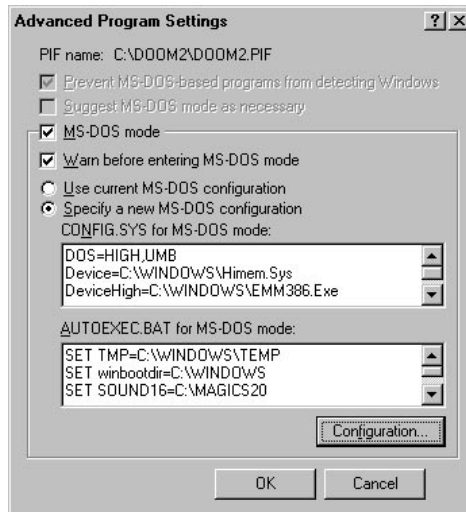 Advanced Program Settings
PIF name: C:\DOOM2\DOOM2.PIF
Prevent MS-DOS-based programs from detecting Windows
Suggest MS-DOS mode as necessary
MS-DOS mode
Warn before entering MS-DOS mode
Use current MS-DOS configuration
Specify a new MS-DOS configuration
CONFIG.SYS for MS-DOS mode:
DOS=HIGH,UMB
Device=C:\WINDOWS\Himem.Sys
DeviceHigh=C:\WINDOWS\EMM386.Exe
AUTOEXEC.BAT for MS-DOS mode:
SET TMP=C:\WINDOWS\TEMP
SET winbootdir=C:\WINDOWS
SET SOUND16=C:\MAGICS20
Configuration...
OK Cancel